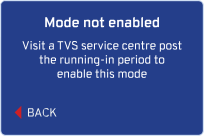 Mode not enabled
Visit a TVS service centre post
the running-in period to
enable this mode
BACK